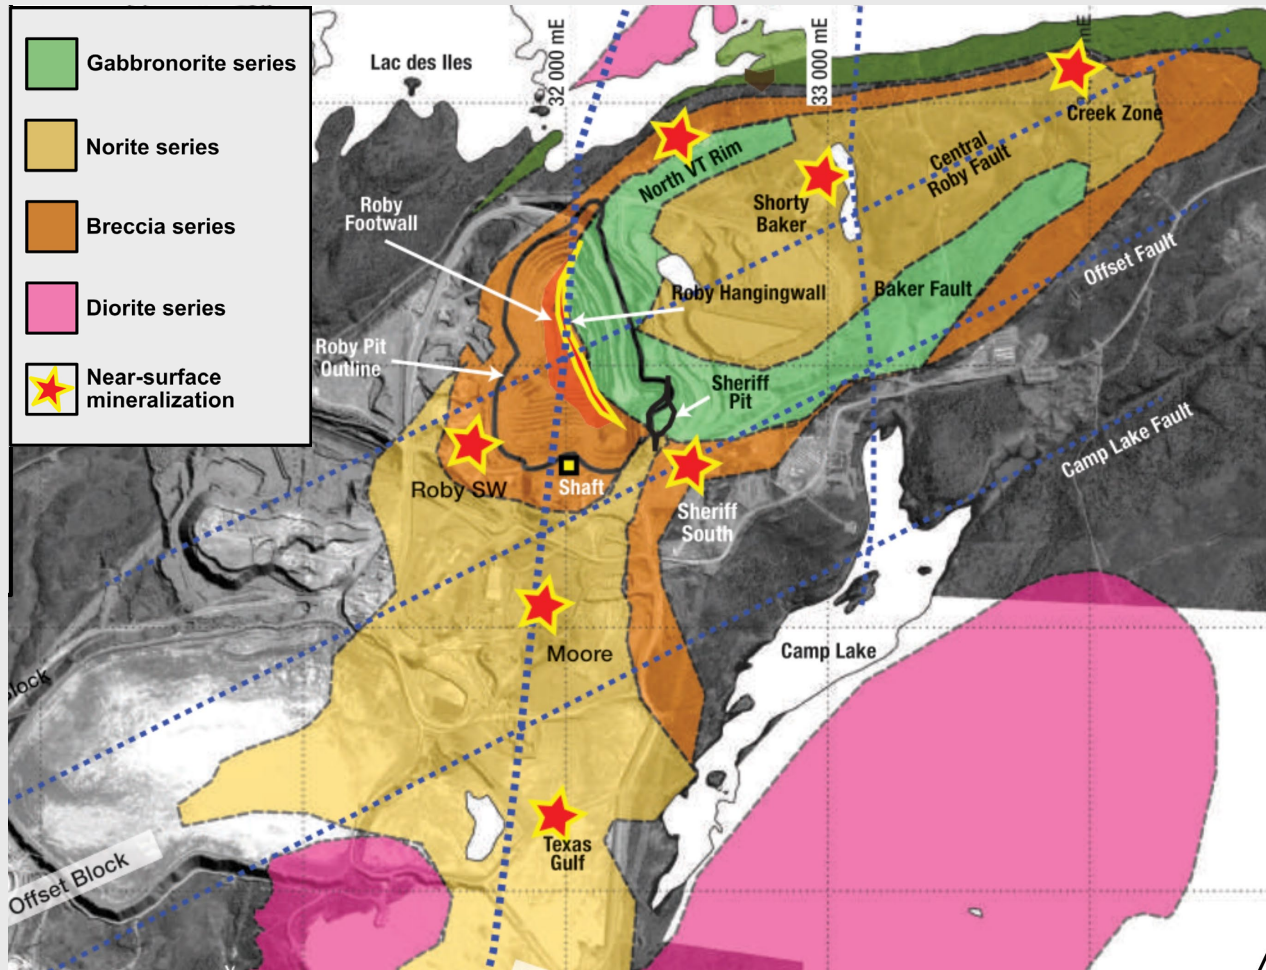 Gabbronorite series
Norite series
Breccia series
Diorite series
Near-surface
mineralization
Lac des Iles
32 000 mE
33 000 mE
mE
Creek Zone
North VT Rim
Central
Roby Fault
Shorty
Baker
Roby
Footwall
Roby Hangingwall
Baker Fault
Offset Fault
Roby Pit
Outline
Sheriff
Pit
Camp Lake Fault
Roby SW
Shaft
Sheriff
South
Moore
Camp Lake
lock
Texas
Gulf
Offset Block